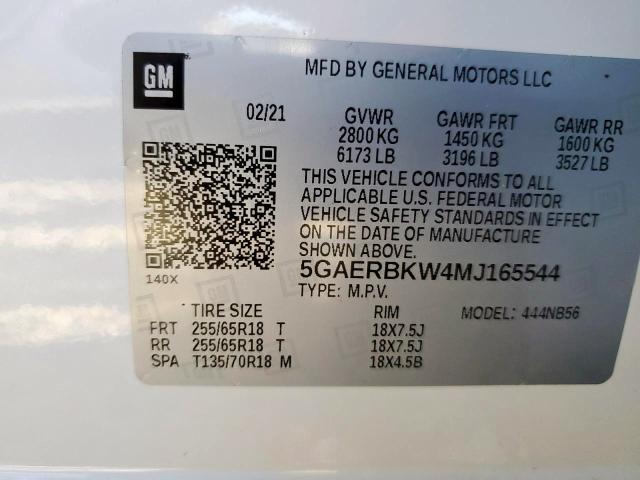 GM
MFD BY GENERAL MOTORS LLC
02/21 GVWR GAWR FRT GAWR RR
2800 KG 1450 KG 1600 KG
6173 LB 3196 LB 3527 LB
THIS VEHICLE CONFORMS TO ALL
APPLICABLE U.S. FEDERAL MOTOR
VEHICLE SAFETY STANDARDS IN EFFECT
ON THE DATE OF MANUFACTURE
SHOWN ABOVE.
140X 5GAERBKW4MJ165544
TYPE: M.P.V.
TIRE SIZE RIM MODEL: 444NB56
FRT 255/65R18 T 18X7.5J
RR 255/65R18 T 18X7.5J
SPA T135/70R18 M 18X4.5B